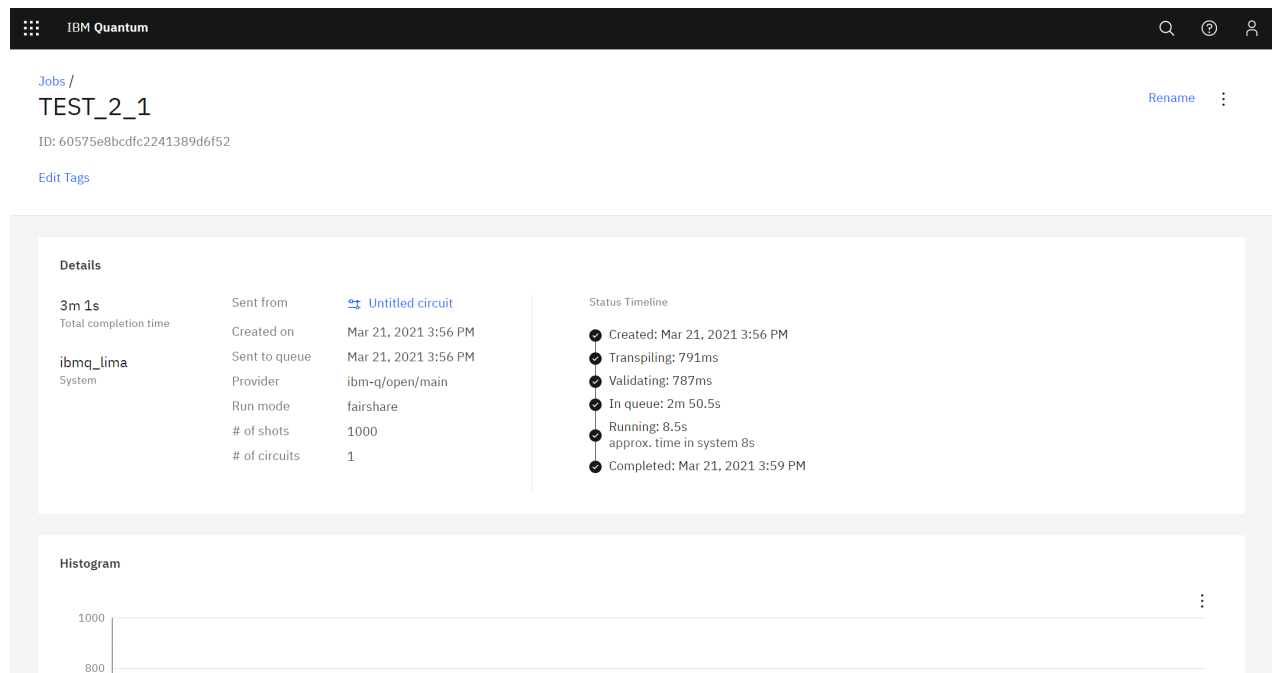 IBM Quantum
Jobs /
TEST_2_1
Rename
ID: 60575e8bcdfc2241389d6f52
Edit Tags
Details
3m 1s
Total completion time
ibmq_lima
System
Sent from Untitled circuit
Created on Mar 21, 2021 3:56 PM
Sent to queue Mar 21, 2021 3:56 PM
Provider ibm-q/open/main
Run mode fairshare
# of shots 1000
# of circuits 1
Status Timeline
Created: Mar 21, 2021 3:56 PM
Transpiling: 791ms
Validating: 787ms
In queue: 2m 50.5s
Running: 8.5s
approx. time in system 8s
Completed: Mar 21, 2021 3:59 PM
Histogram
1000
800